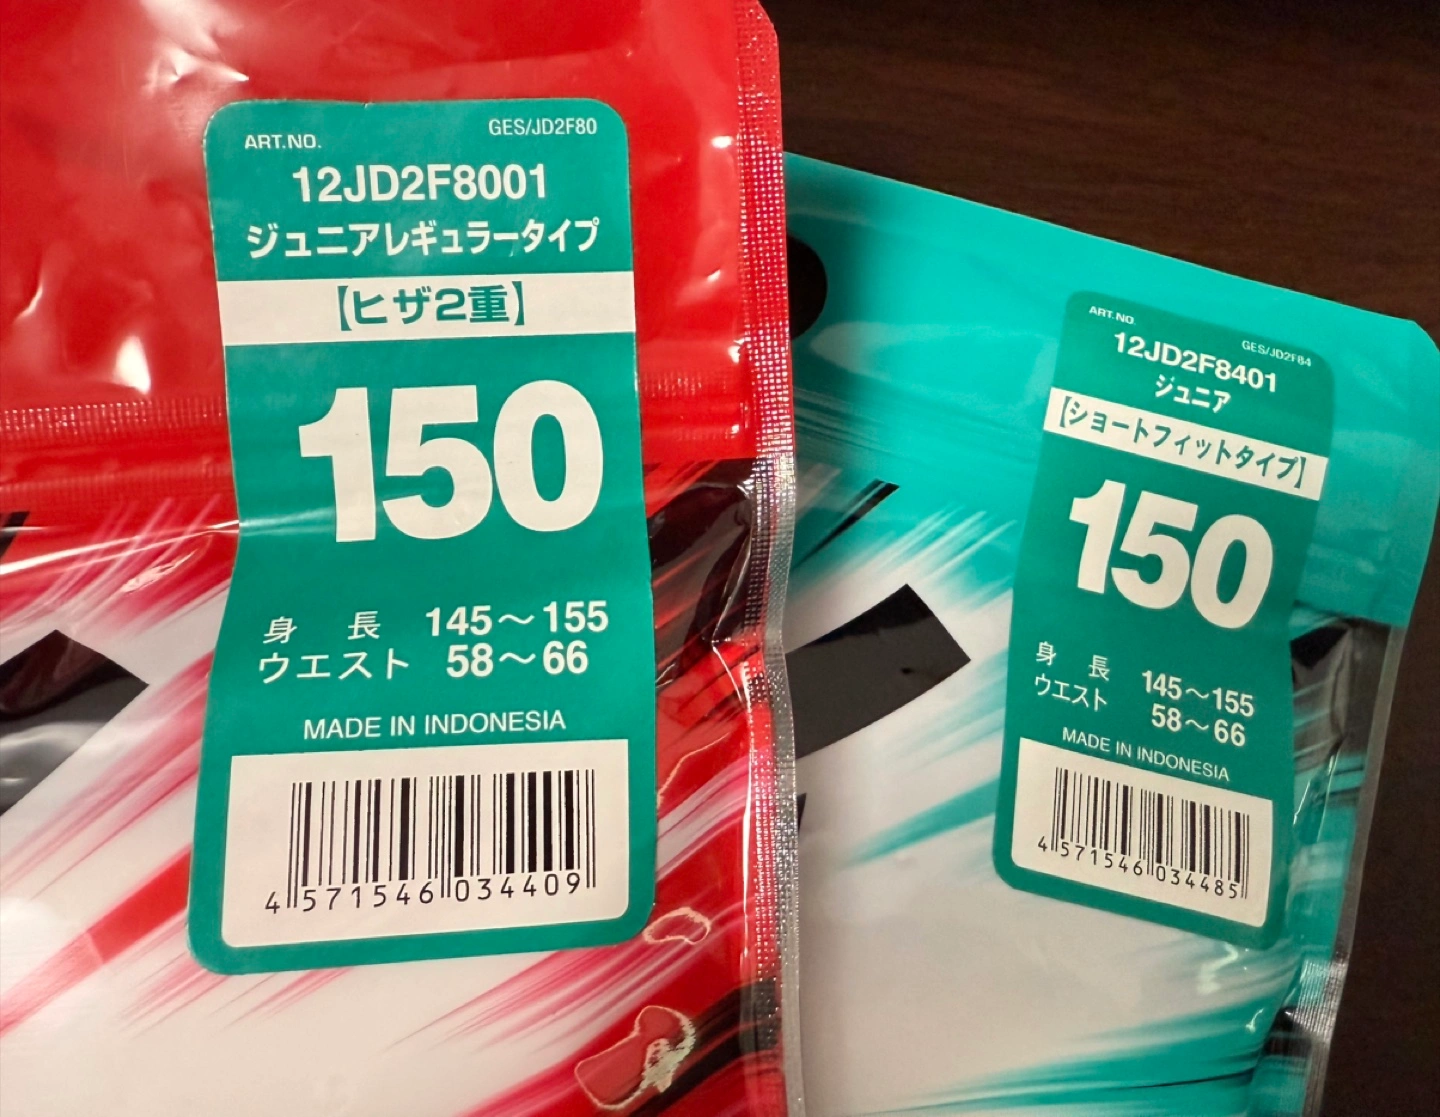 ART.NO.
GES/JD2F80
12JD2F8001
ジュニアレギュラータイプ
【ヒザ2重】
150
身 長 145〜155
ウエスト 58〜66
MADE IN INDONESIA
4 571546 034409
ART.NO.
GES/JD2F84
12JD2F8401
ジュニア
【ショートフィットタイプ】
150
身 長 145〜155
ウエスト 58〜66
MADE IN INDONESIA
4 571546 034485